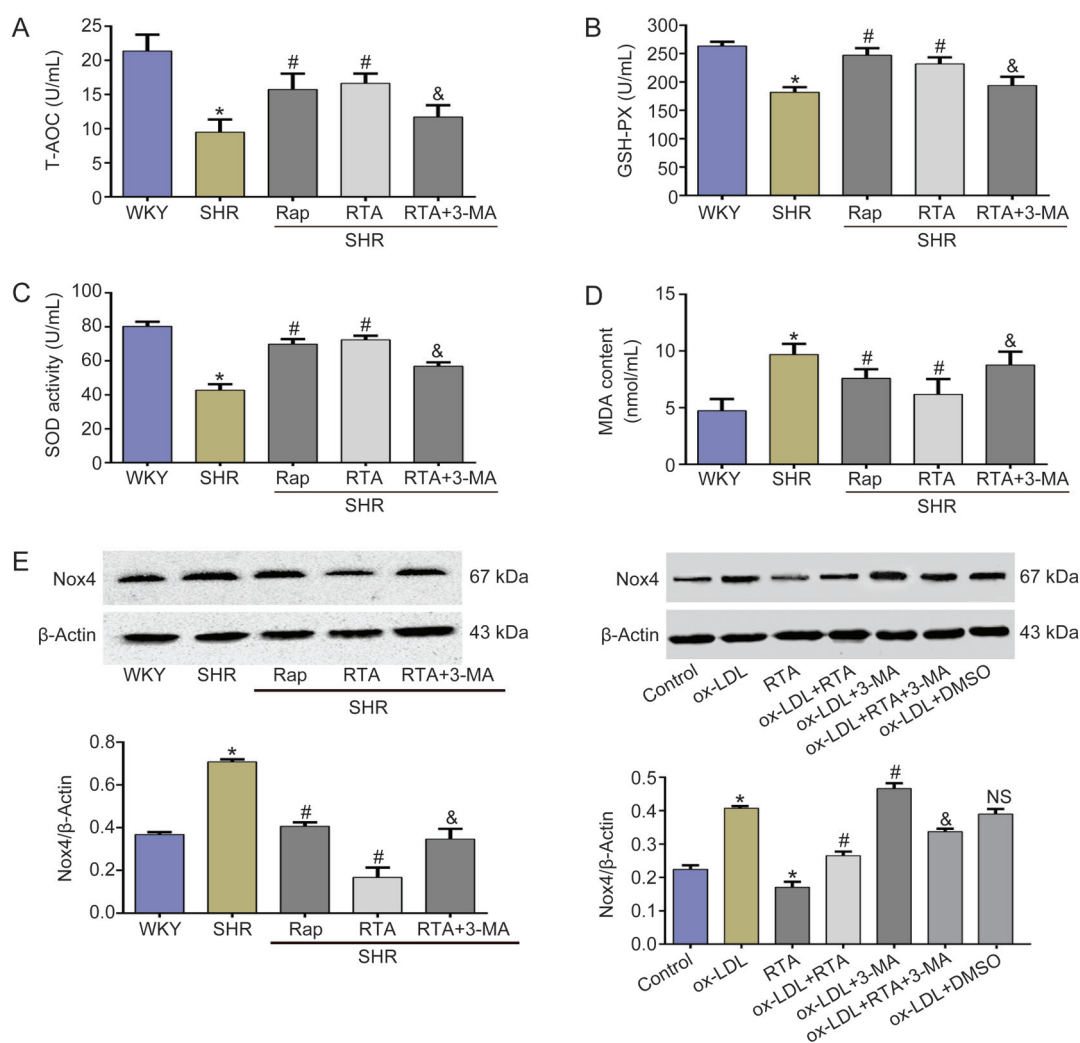 A
T-AOC (U/mL)
25
20
15
10
5
0
*
#
#
&
WKY SHR Rap RTA RTA+3-MA
SHR
B
GSH-PX (U/mL)
300
250
200
150
100
50
0
*
#
#
&
WKY SHR Rap RTA RTA+3-MA
SHR
C
SOD activity (U/mL)
100
80
60
40
20
0
*
#
#
&
WKY SHR Rap RTA RTA+3-MA
SHR
D
MDA content
(nmol/mL)
15
10
5
0
*
#
#
&
WKY SHR Rap RTA RTA+3-MA
SHR
E
Nox4 67 kDa
β-Actin 43 kDa
WKY SHR Rap RTA RTA+3-MA
SHR
Nox4 67 kDa
β-Actin 43 kDa
Control
ox-LDL
RTA
ox-LDL+RTA
ox-LDL+3-MA
ox-LDL+RTA+3-MA
ox-LDL+DMSO
Nox4/β-Actin
0.8
0.6
0.4
0.2
0.0
*
#
#
&
WKY SHR Rap RTA RTA+3-MA
SHR
Nox4/β-Actin
0.5
0.4
0.3
0.2
0.1
0.0
*
*
#
#
&
NS
Control
ox-LDL
RTA
ox-LDL+RTA
ox-LDL+3-MA
ox-LDL+RTA+3-MA
ox-LDL+DMSO